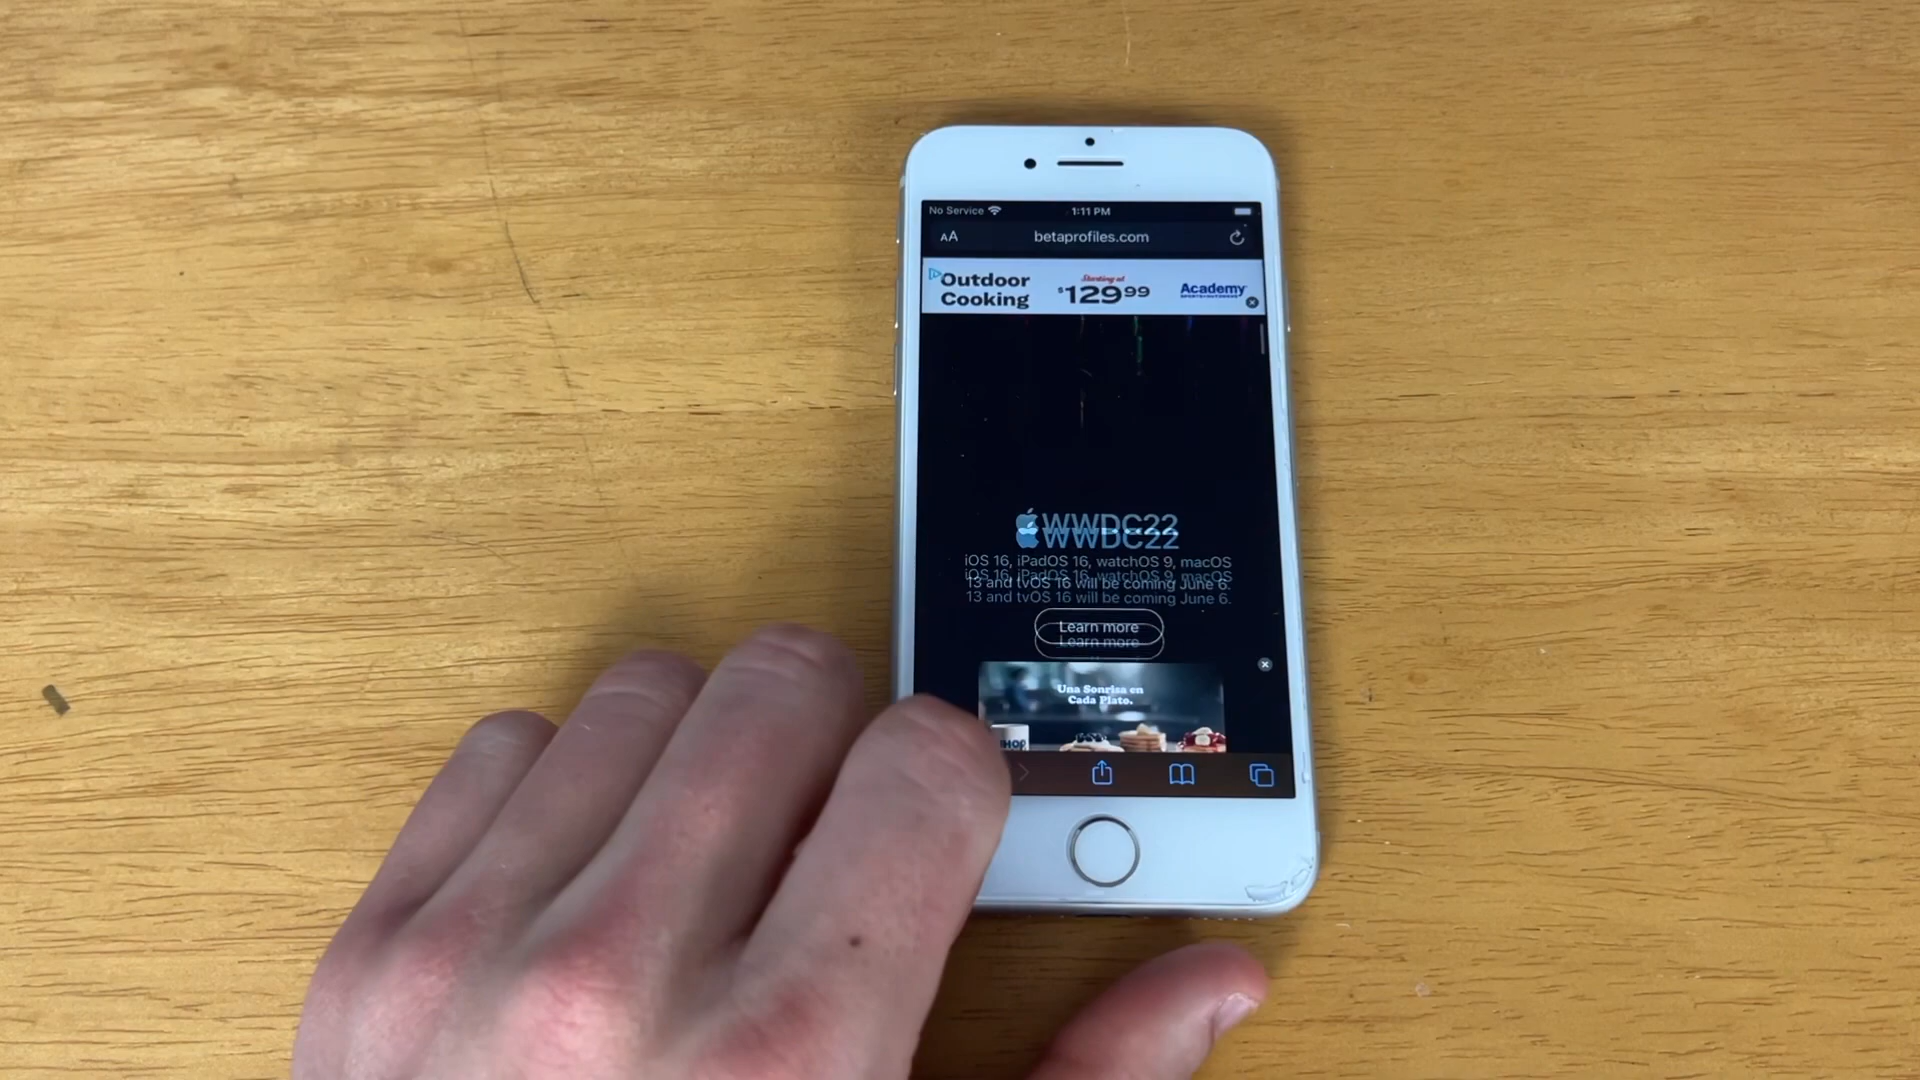 No Service
1:11 PM
AA
betaprofiles.com
Outdoor
Cooking
Starting at
$129.99
Academy
SPORTS+OUTDOORS
WWDC22
WWDC22
iOS 16, iPadOS 16, watchOS 9, macOS
iOS 16, iPadOS 16, watchOS 9, macOS
13 and tvOS 16 will be coming June 6.
13 and tvOS 16 will be coming June 6.
Learn more
Learn more
Una Sonrisa en
Cada Plato.
IHOP